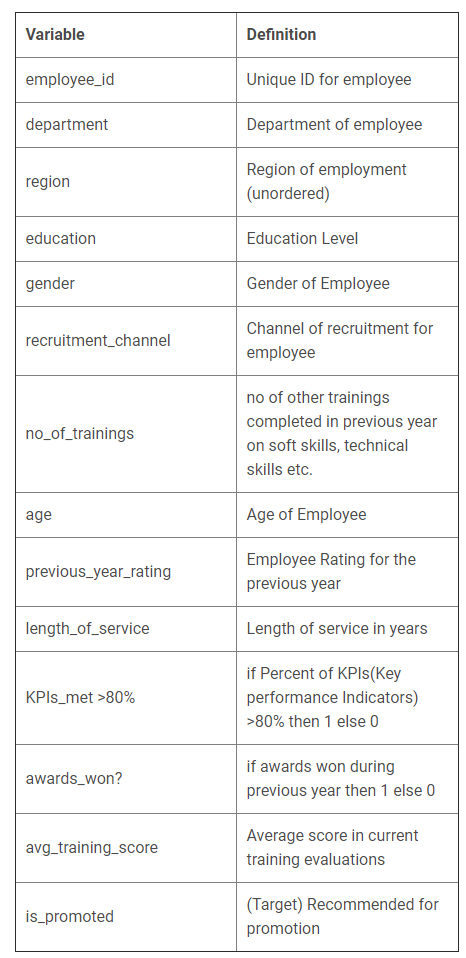 Variable Definition
employee_id Unique ID for employee
department Department of employee
region Region of employment
(unordered)
education Education Level
gender Gender of Employee
recruitment_channel Channel of recruitment for
employee
no_of_trainings no of other trainings
completed in previous year
on soft skills, technical
skills etc.
age Age of Employee
previous_year_rating Employee Rating for the
previous year
length_of_service Length of service in years
KPIs_met >80% if Percent of KPIs(Key
performance Indicators)
>80% then 1 else 0
awards_won? if awards won during
previous year then 1 else 0
avg_training_score Average score in current
training evaluations
is_promoted (Target) Recommended for
promotion